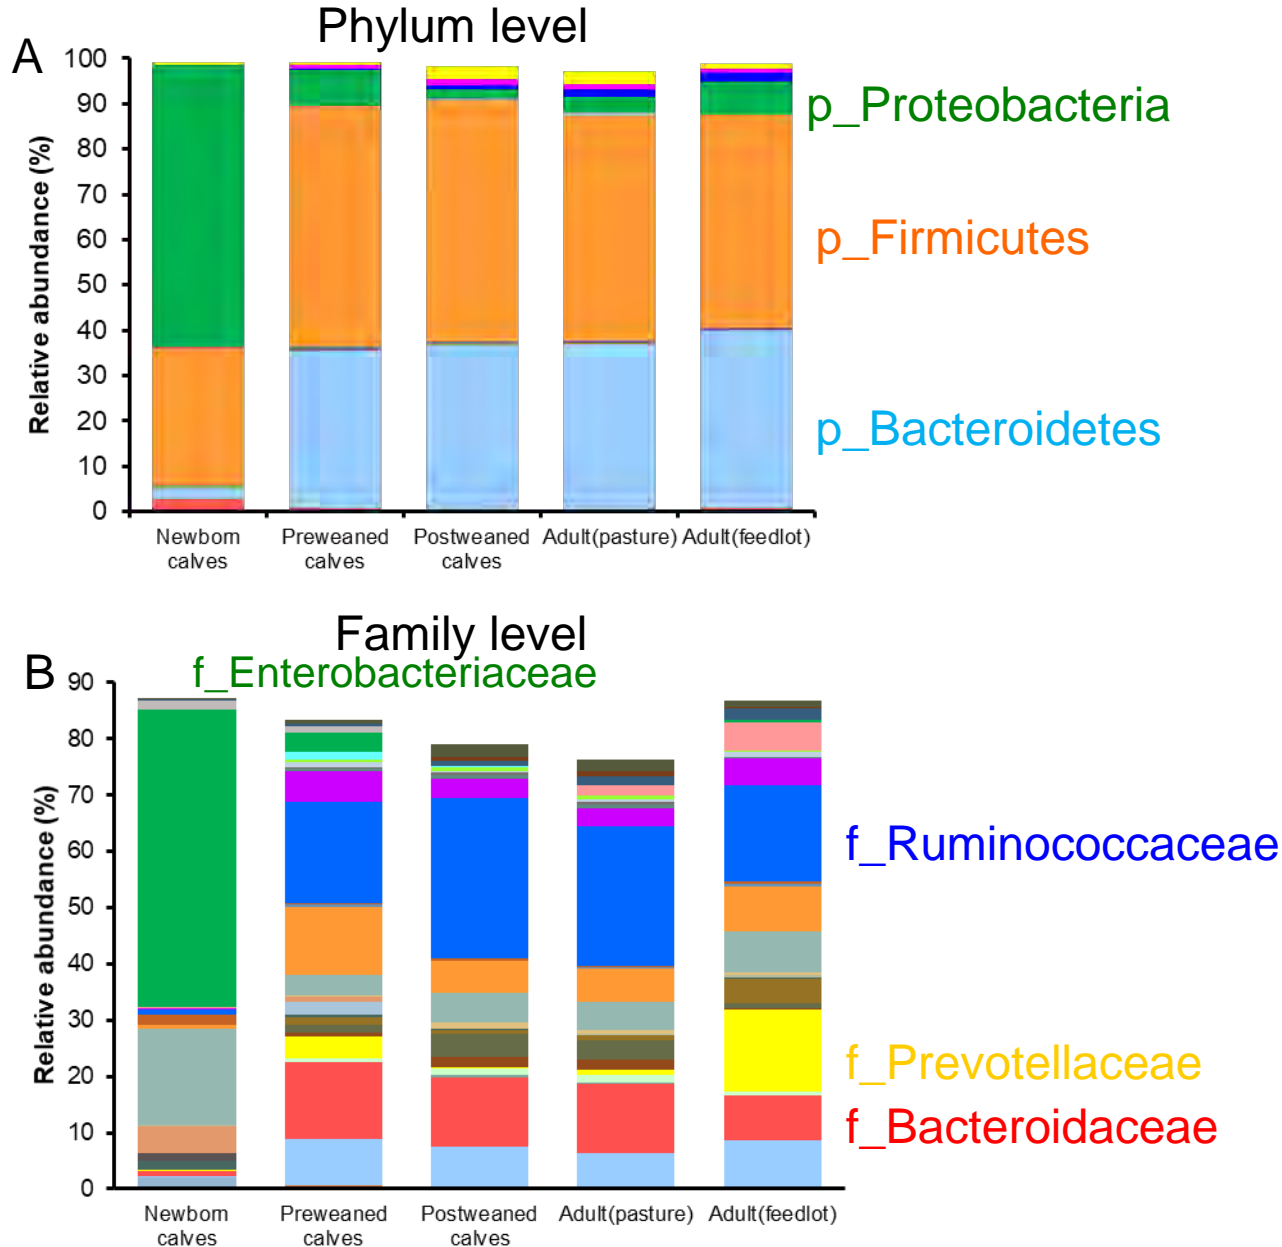 Phylum level
A
100
90
80
70
60
50
40
30
20
10
0
Relative abundance (%)
p_Proteobacteria
p_Firmicutes
p_Bacteroidetes
Newborn calves
Preweaned calves
Postweaned calves
Adult(pasture)
Adult(feedlot)
Family level
B
f_Enterobacteriaceae
90
80
70
60
50
40
30
20
10
0
Relative abundance (%)
f_Ruminococcaceae
f_Prevotellaceae
f_Bacteroidaceae
Newborn calves
Preweaned calves
Postweaned calves
Adult(pasture)
Adult(feedlot)